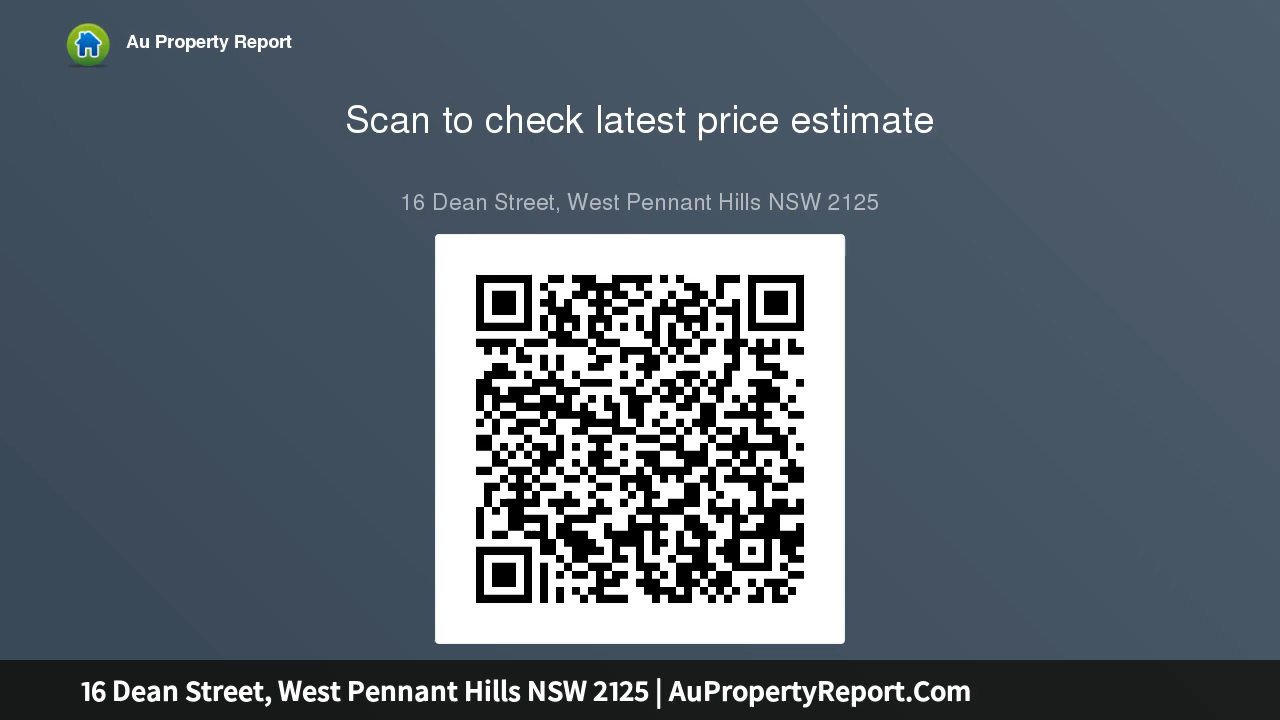 Au Property Report
Scan to check latest price estimate
16 Dean Street, West Pennant Hills NSW 2125
16 Dean Street, West Pennant Hills NSW 2125 | AuPropertyReport.Com